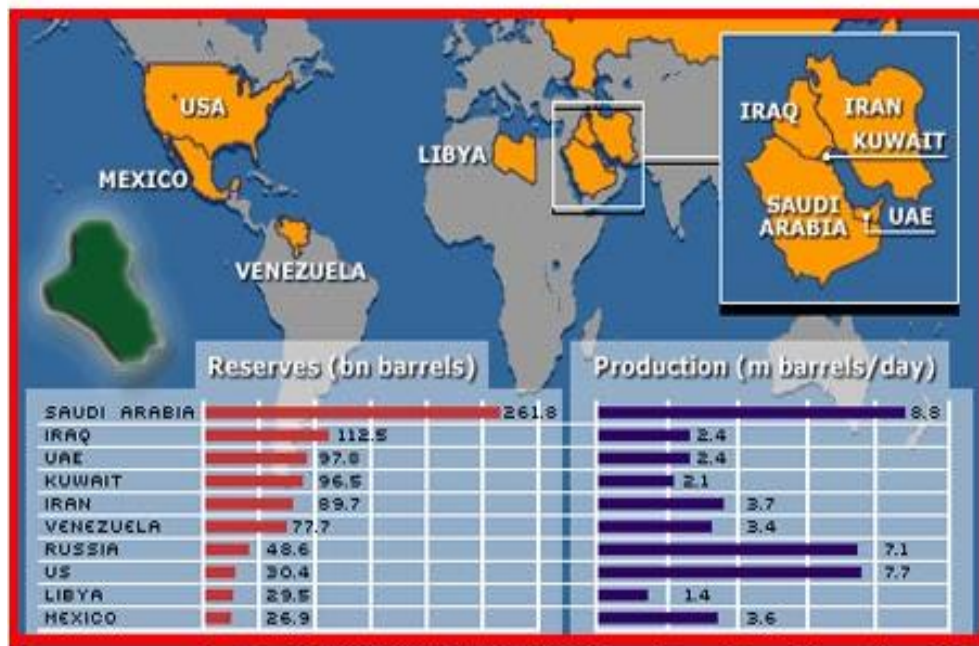 USA
MEXICO
VENEZUELA
LIBYA
IRAQ
IRAN
KUWAIT
SAUDI
ARABIA
UAE
Reserves (bn barrels) Production (m barrels/day)
SAUDI ARABIA 261.8 8.8
IRAQ 112.5 2.4
UAE 97.8 2.4
KUWAIT 96.5 2.1
IRAN 89.7 3.7
VENEZUELA 77.7 3.4
RUSSIA 48.6 7.1
US 30.4 7.7
LIBYA 29.5 1.4
MEXICO 26.9 3.6